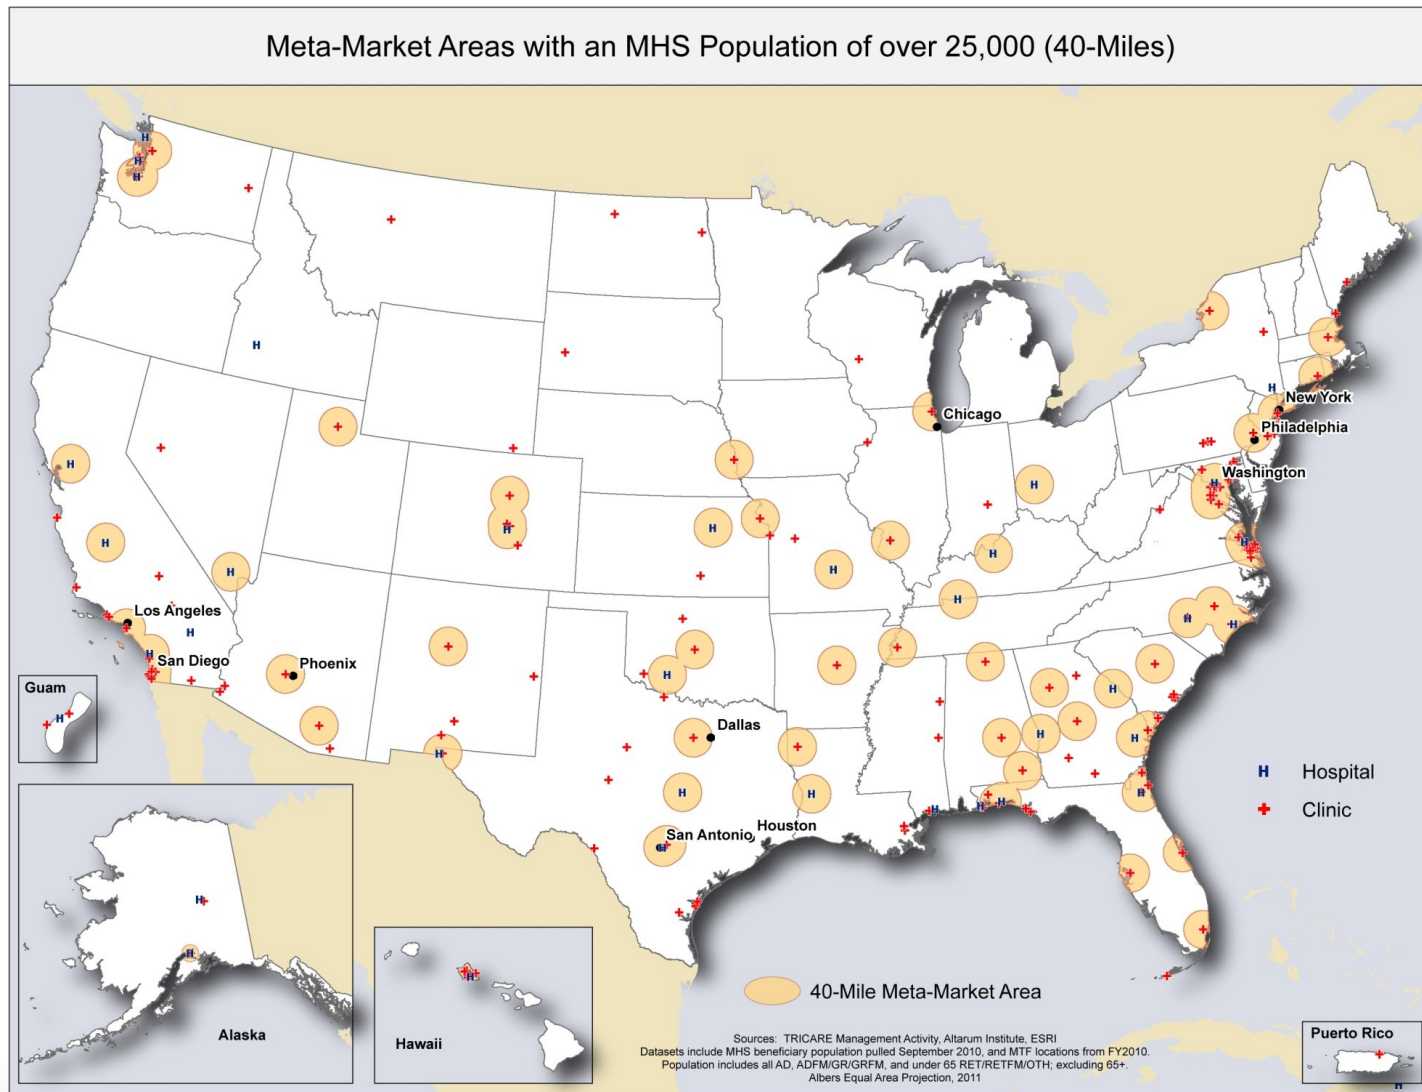 Meta-Market Areas with an MHS Population of over 25,000 (40-Miles)
Chicago
New York
Philadelphia
Washington
Los Angeles
San Diego
Phoenix
Guam
Dallas
H Hospital
Clinic
San Antonio
Houston
40-Mile Meta-Market Area
Alaska
Hawaii
Puerto Rico
Sources: TRICARE Management Activity, Altarum Institute, ESRI
Datasets include MHS beneficiary population pulled September 2010, and MTF locations from FY2010.
Population includes all AD, ADFM/GR/GRFM, and under 65 RET/RETFM/OTH; excluding 65+.
Albers Equal Area Projection, 2011